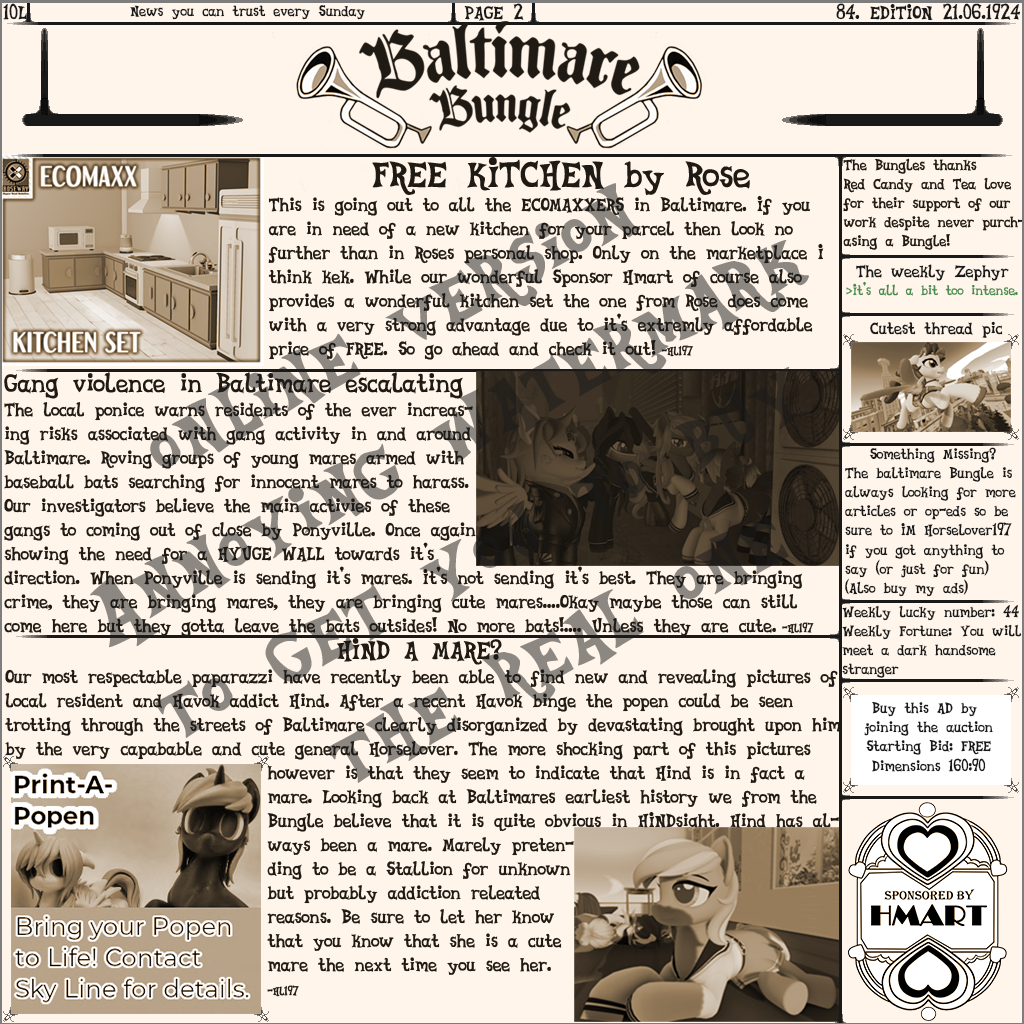 10L
News you can trust every Sunday
PAGE 2
84. EDITION 21.06.1924
Baltimare
Bungle
ECOMAXX
KITCHEN SET
FREE KITCHEN by Rose
This is going out to all the ECOMAXXERS in Baltimare. if you
are in need of a new kitchen for your parcel then look no
further than in Roses personal shop. Only on the marketplace i
think kek. While our wonderful Sponsor Hmart of course also
provides a wonderful kitchen set the one from Rose does come
with a very strong advantage due to it's extremly affordable
price of FREE. So go ahead and check it out! -HL197
Gang violence in Baltimare escalating
The local ponice warns residents of the ever increas-
ing risks associated with gang activity in and around
Baltimare. Roving groups of young mares armed with
baseball bats searching for innocent mares to harass.
Our investigators believe the main activies of these
gangs to coming out of close by Ponyville. Once again
showing the need for a HYUGE WALL towards it's
direction. When Ponyville is sending it's mares. it's not sending it's best. They are bringing
crime, they are bringing mares, they are bringing cute mares....Okay maybe those can still
come here but they gotta leave the bats outsides! No more bats!.... Unless they are cute. -HL197
HIND A MARE?
Our most respectable paparazzi have recently been able to find new and revealing pictures of
local resident and Havok addict Hind. After a recent Havok binge the popen could be seen
trotting through the streets of Baltimare clearly disorganized by devastating brought upon him
by the very capabable and cute general Horselover. The more shocking part of this pictures
however is that they seem to indicate that Hind is in fact a
mare. Looking back at Baltimares earliest history we from the
Bungle believe that it is quite obvious in HINDsight. Hind has al-
ways been a mare. Marely preten-
ding to be a Stallion for unknown
but probably addiction releated
reasons. Be sure to let her know
that you know that she is a cute
mare the next time you see her.
-HL197
Print-A-
Popen
Bring your Popen
to Life! Contact
Sky Line for details.
The Bungles thanks
Red Candy and Tea Love
for their support of our
work despite never purch-
asing a Bungle!
The weekly Zephyr
>It's all a bit too intense.
Cutest thread pic
Something Missing?
The baltimare Bungle is
always looking for more
articles or op-eds so be
sure to iM Horselover197
if you got anything to
say (or just for fun)
(Also buy my ads)
Weekly lucky number: 44
Weekly Fortune: You will
meet a dark handsome
stranger
Buy this AD by
joining the auction
Starting Bid: FREE
Dimensions 160:90
SPONSORED BY
HMART
ONLINE VERSION
ANNOYING WATERMARK
TO GET YOU TO BUY
THE REAL ONE